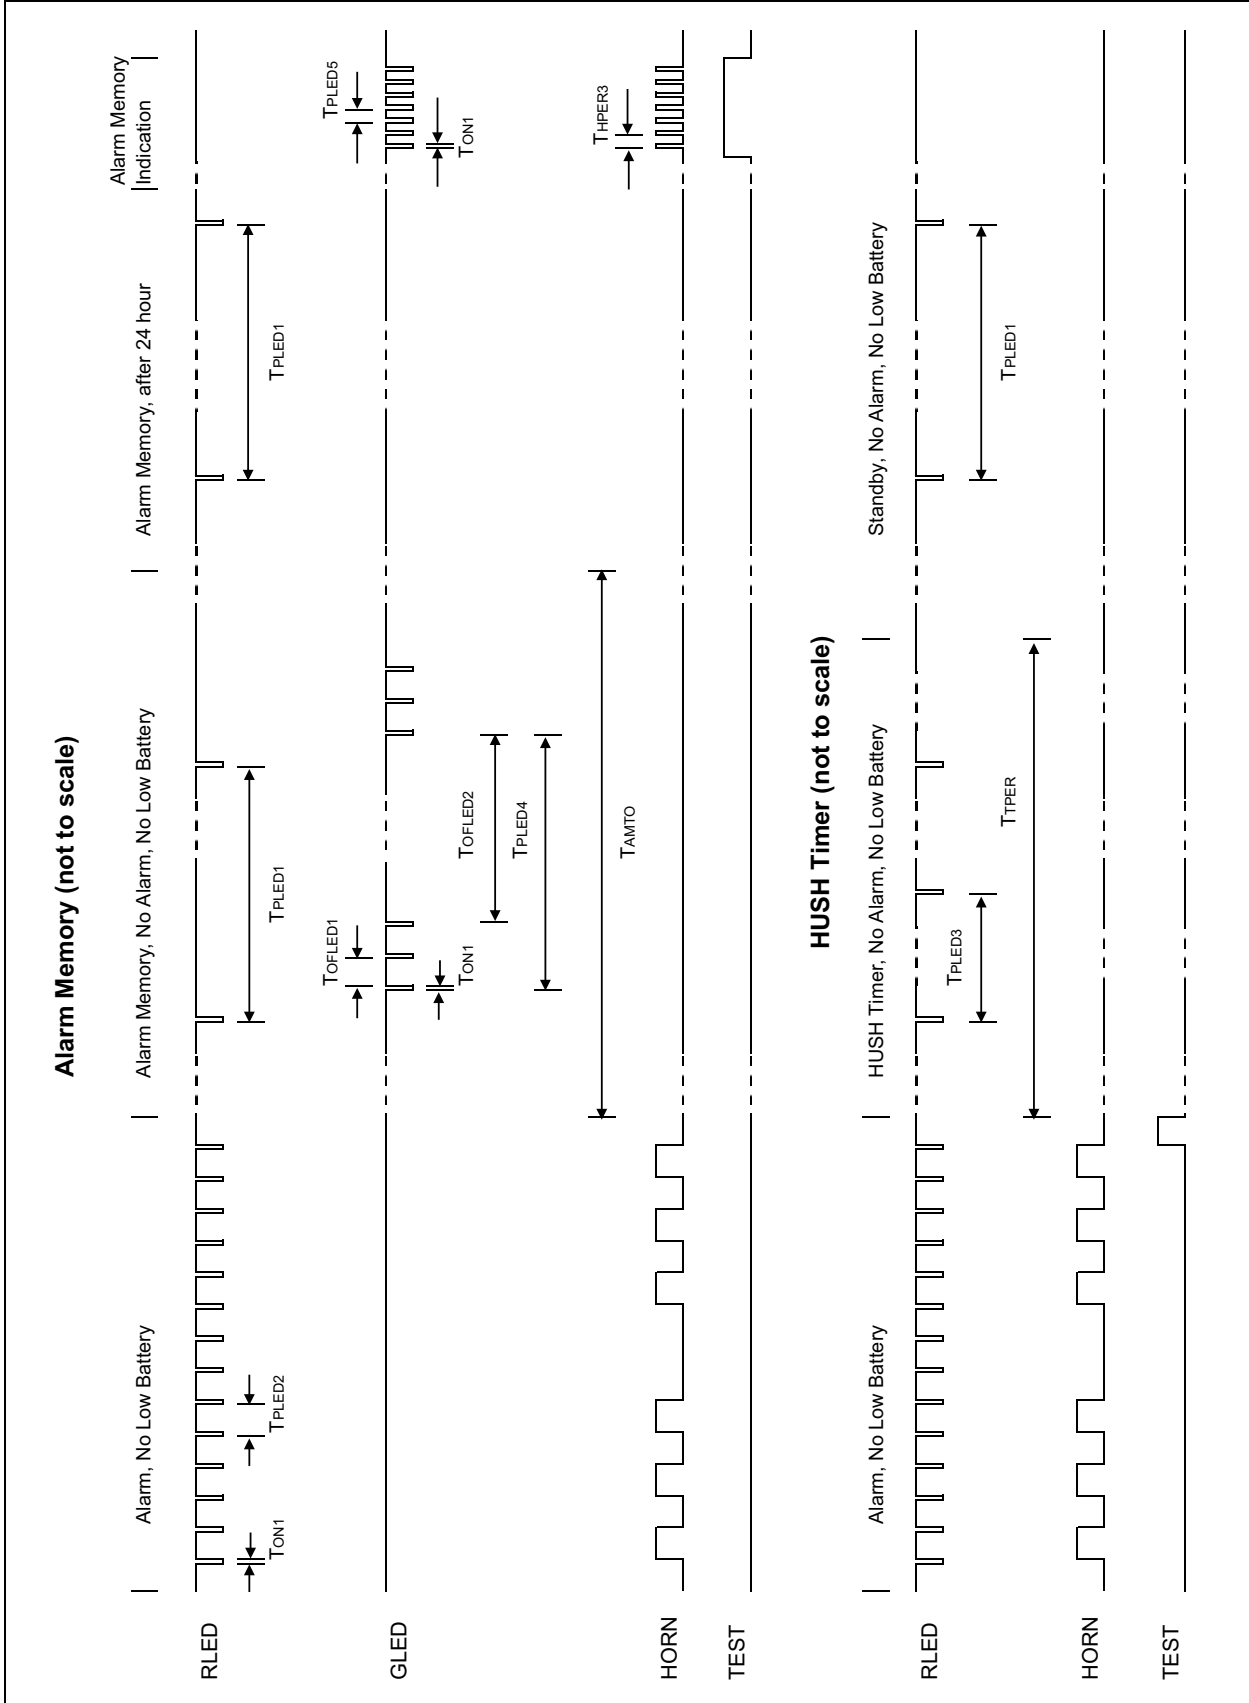 Alarm Memory (not to scale)
Alarm, No Low Battery
Alarm Memory, No Alarm, No Low Battery
Alarm Memory, after 24 hour
Alarm Memory
Indication
RLED
TON1
TPLED2
TPLED1
TPLED1
GLED
TOFLED1
TON1
TOFLED2
TPLED4
TPLED5
TON1
TAMTO
HORN
THPER3
TEST
HUSH Timer (not to scale)
Alarm, No Low Battery
HUSH Timer, No Alarm, No Low Battery
Standby, No Alarm, No Low Battery
RLED
TPLED3
TPLED1
TTPER
HORN
TEST